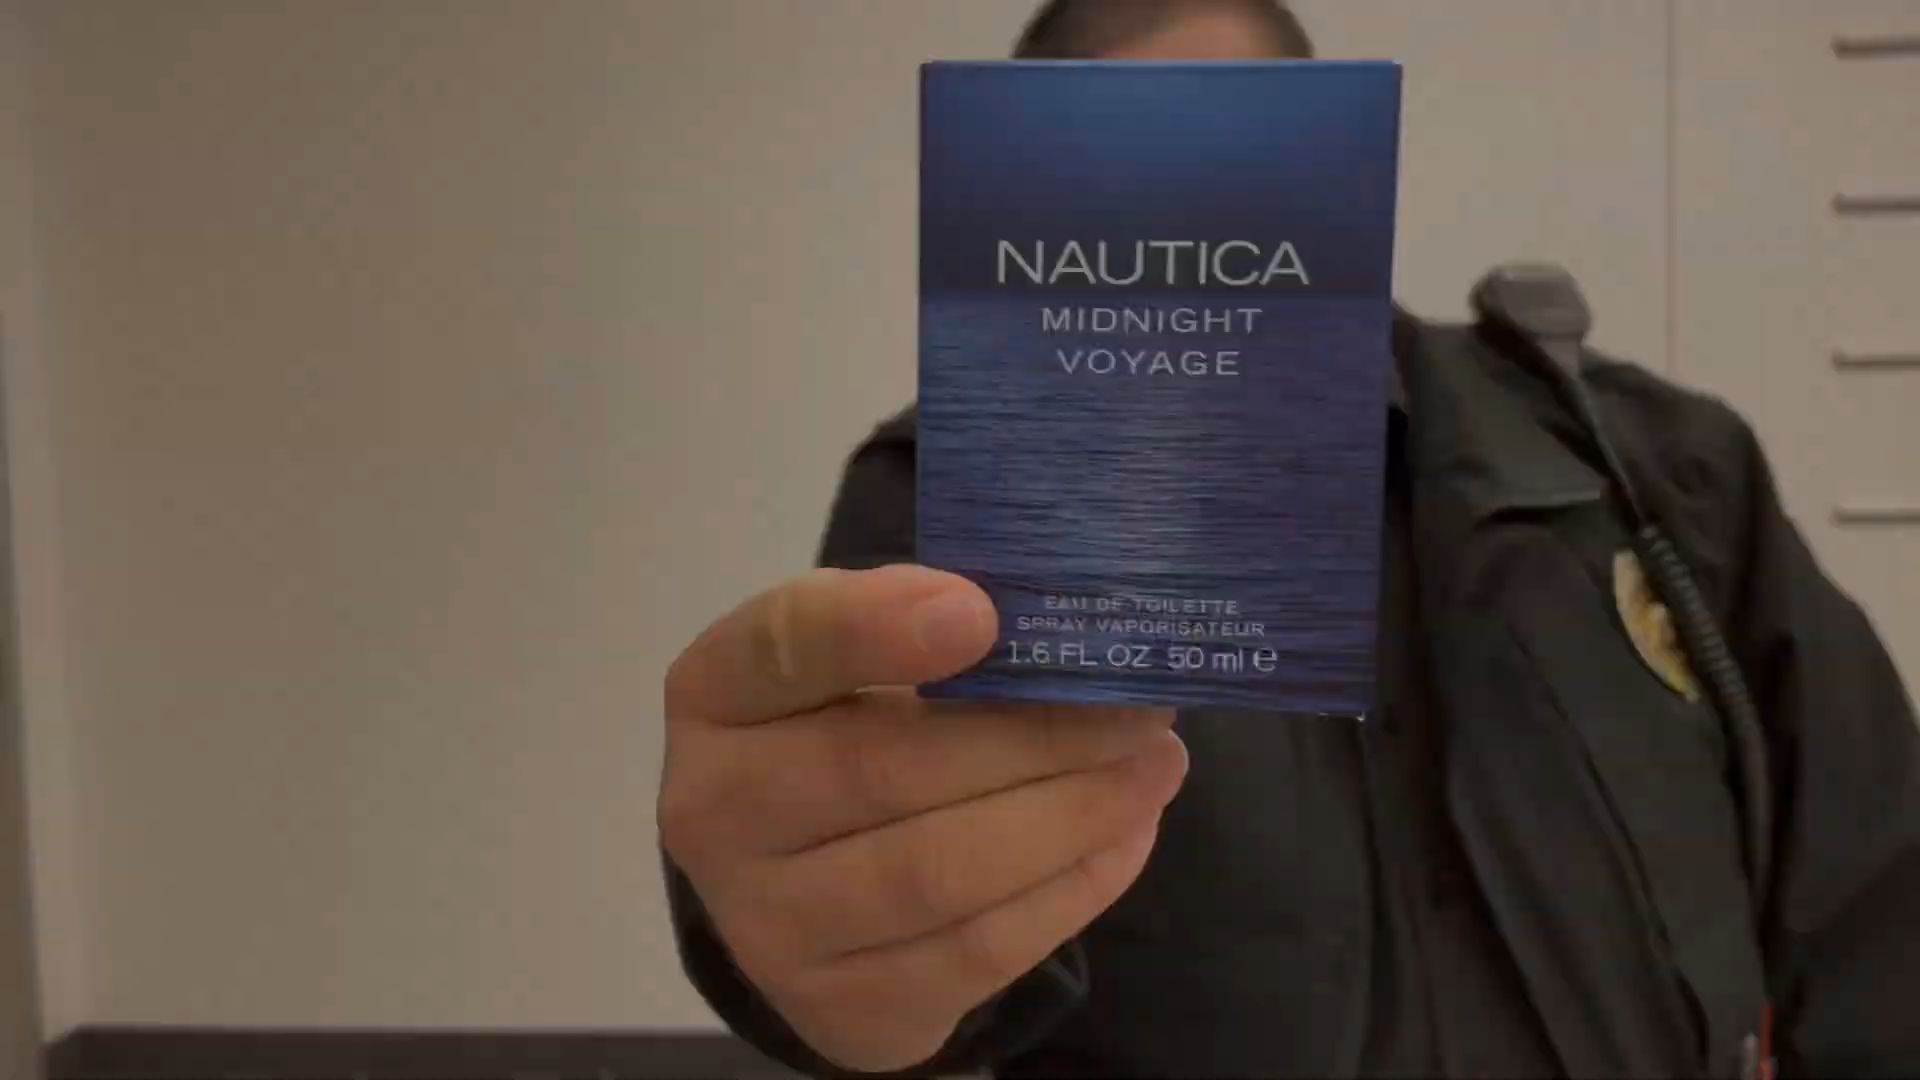 NAUTICA
MIDNIGHT
VOYAGE
EAU DE TOILETTE
SPRAY VAPORISATEUR
1.6 FL OZ 50 ml ℮